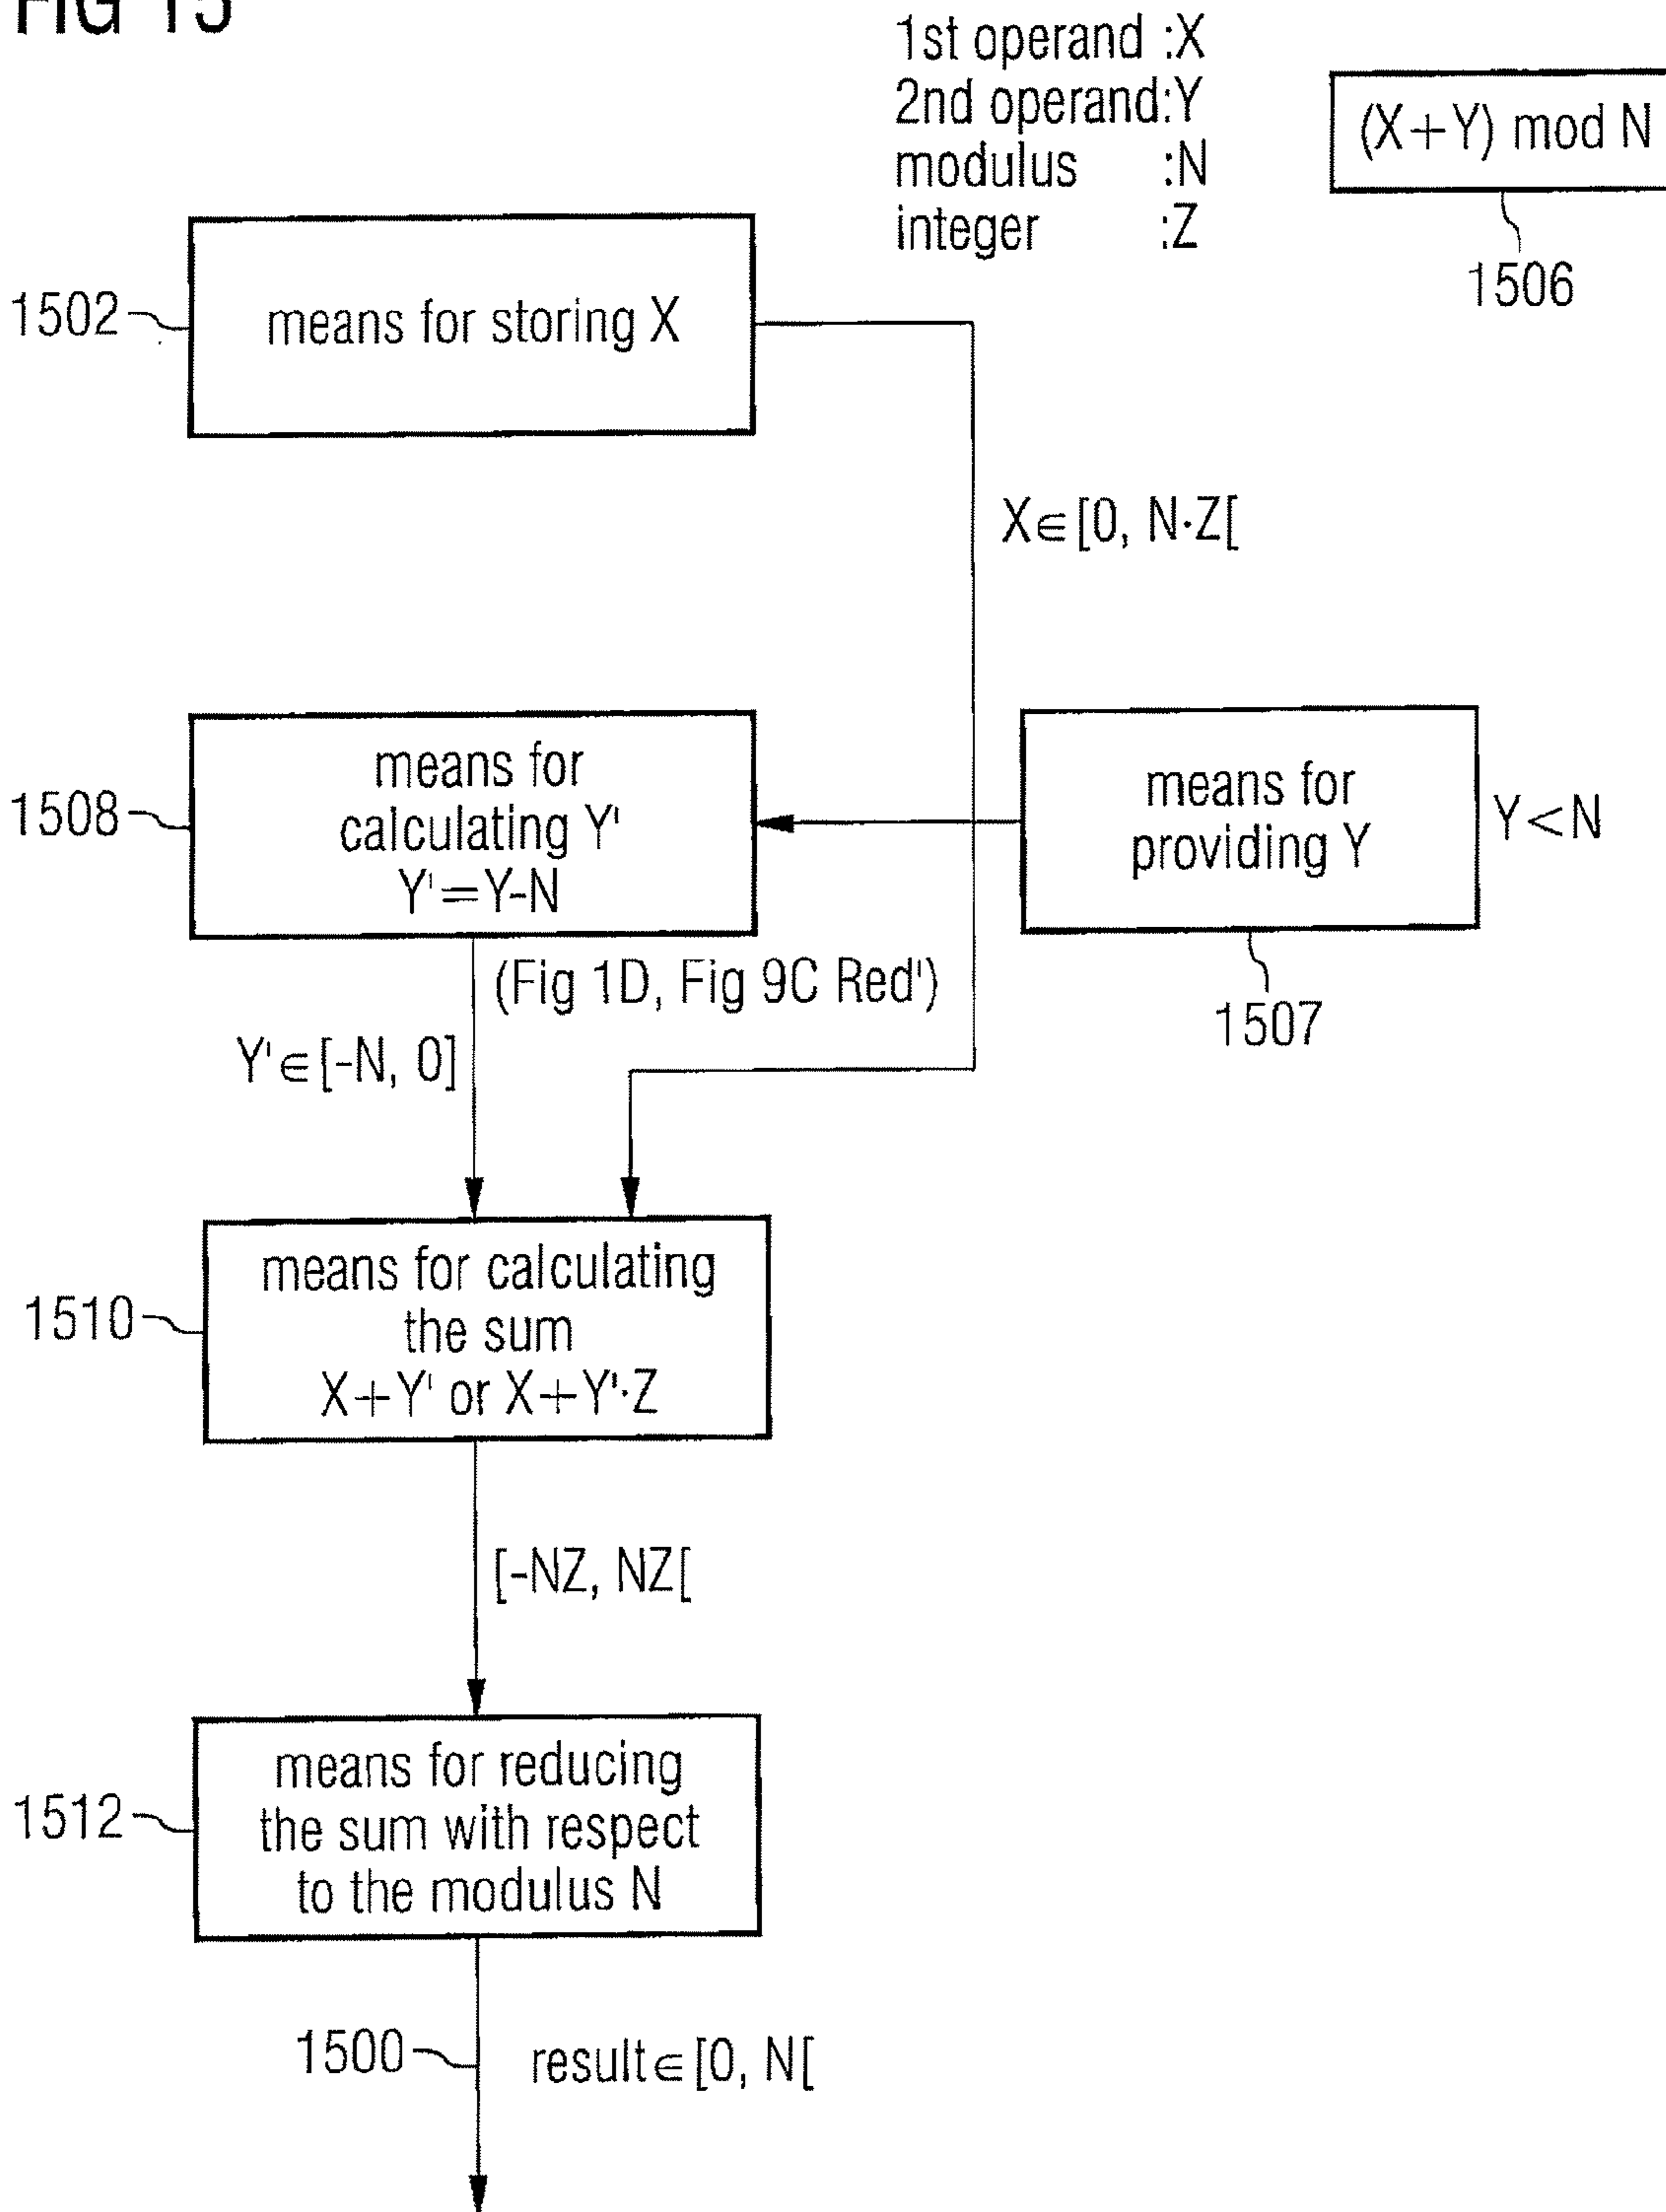 FIG 15
1st operand :X
2nd operand:Y
modulus :N
integer :Z
(X+Y) mod N
1506
1502
means for storing X
X∈[0, N·Z[
1508
means for
calculating Y'
Y'=Y-N
means for
providing Y
Y<N
1507
(Fig 1D, Fig 9C Red')
Y'∈[-N, 0]
1510
means for calculating
the sum
X+Y' or X+Y'·Z
[-NZ, NZ[
1512
means for reducing
the sum with respect
to the modulus N
1500
result∈[0, N[